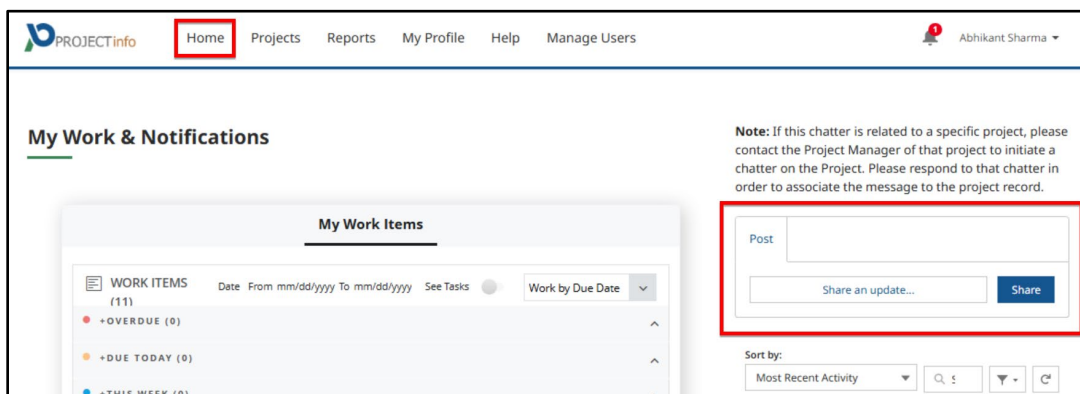 PROJECTinfo Home Projects Reports My Profile Help Manage Users 1 Abhikant Sharma
My Work & Notifications
My Work Items
WORK ITEMS
(11)
Date From mm/dd/yyyy To mm/dd/yyyy See Tasks Work by Due Date
+OVERDUE (0)
+DUE TODAY (0)
+THIS WEEK (0)
Note: If this chatter is related to a specific project, please
contact the Project Manager of that project to initiate a
chatter on the Project. Please respond to that chatter in
order to associate the message to the project record.
Post
Share an update... Share
Sort by:
Most Recent Activity